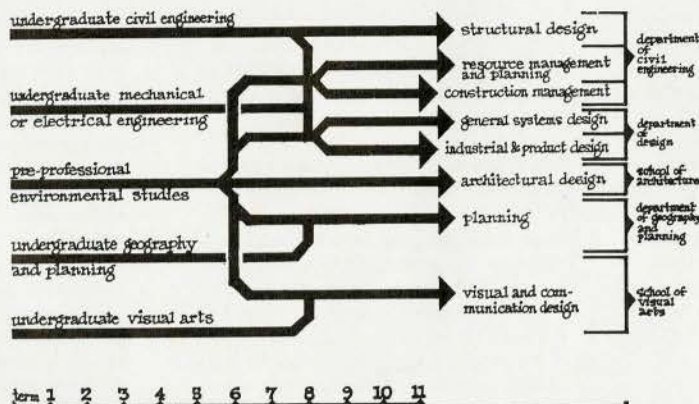 undergraduate civil engineering
undergraduate mechanical
or electrical engineering
pre-professional
environmental studies
undergraduate geography
and planning
undergraduate visual arts
structural design
resource management
and planning
construction management
general systems design
industrial & product design
architectural design
planning
visual and com-
munication design
department
of
civil
engineering
department
of
design
school of
architecture
department
of geography
and
planning
school of
visual
arts
term 1 2 3 4 5 6 7 8 9 10 11